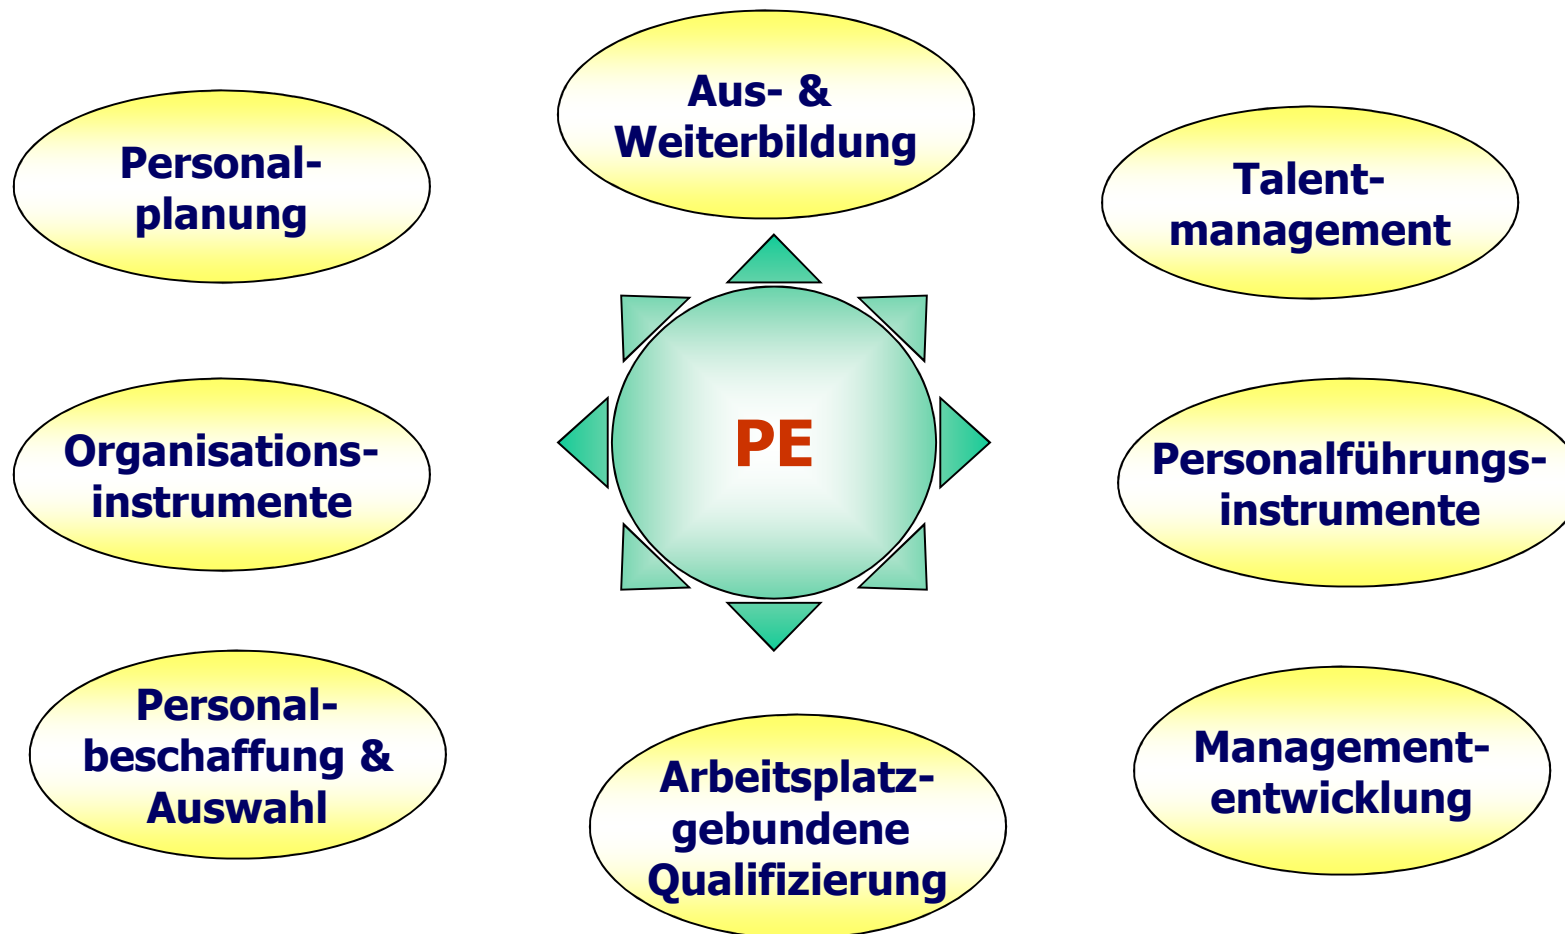 Aus- &
Weiterbildung
Personal-
planung
Talent-
management
Organisations-
instrumente
PE
Personalführungs-
instrumente
Personal-
beschaffung &
Auswahl
Arbeitsplatz-
gebundene
Qualifizierung
Management-
entwicklung